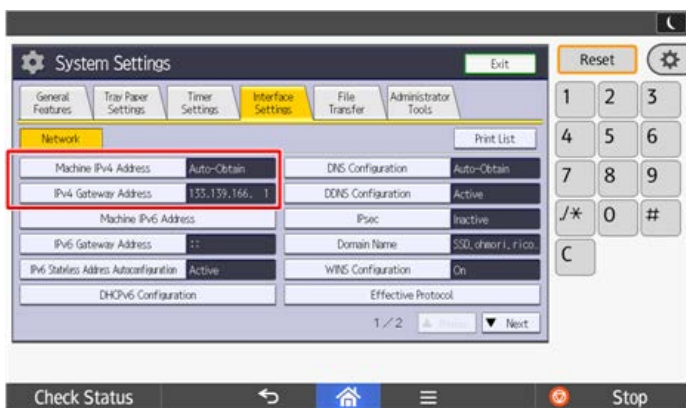 System Settings
Exit
Reset
General Features
Tray Paper Settings
Timer Settings
Interface Settings
File Transfer
Administrator Tools
1 2 3
Network
Print List
4 5 6
Machine IPv4 Address Auto-Obtain
DNS Configuration Auto-Obtain
7 8 9
IPv4 Gateway Address 133.139.166. 1
DDNS Configuration Active
Machine IPv6 Address
IPsec Inactive
./* 0 #
IPv6 Gateway Address ::
Domain Name SSD.ohmori.rico.
C
IPv6 Stateless Address Autoconfiguration Active
WINS Configuration On
DHCPv6 Configuration
Effective Protocol
1/2
▼ Next
Check Status
Stop